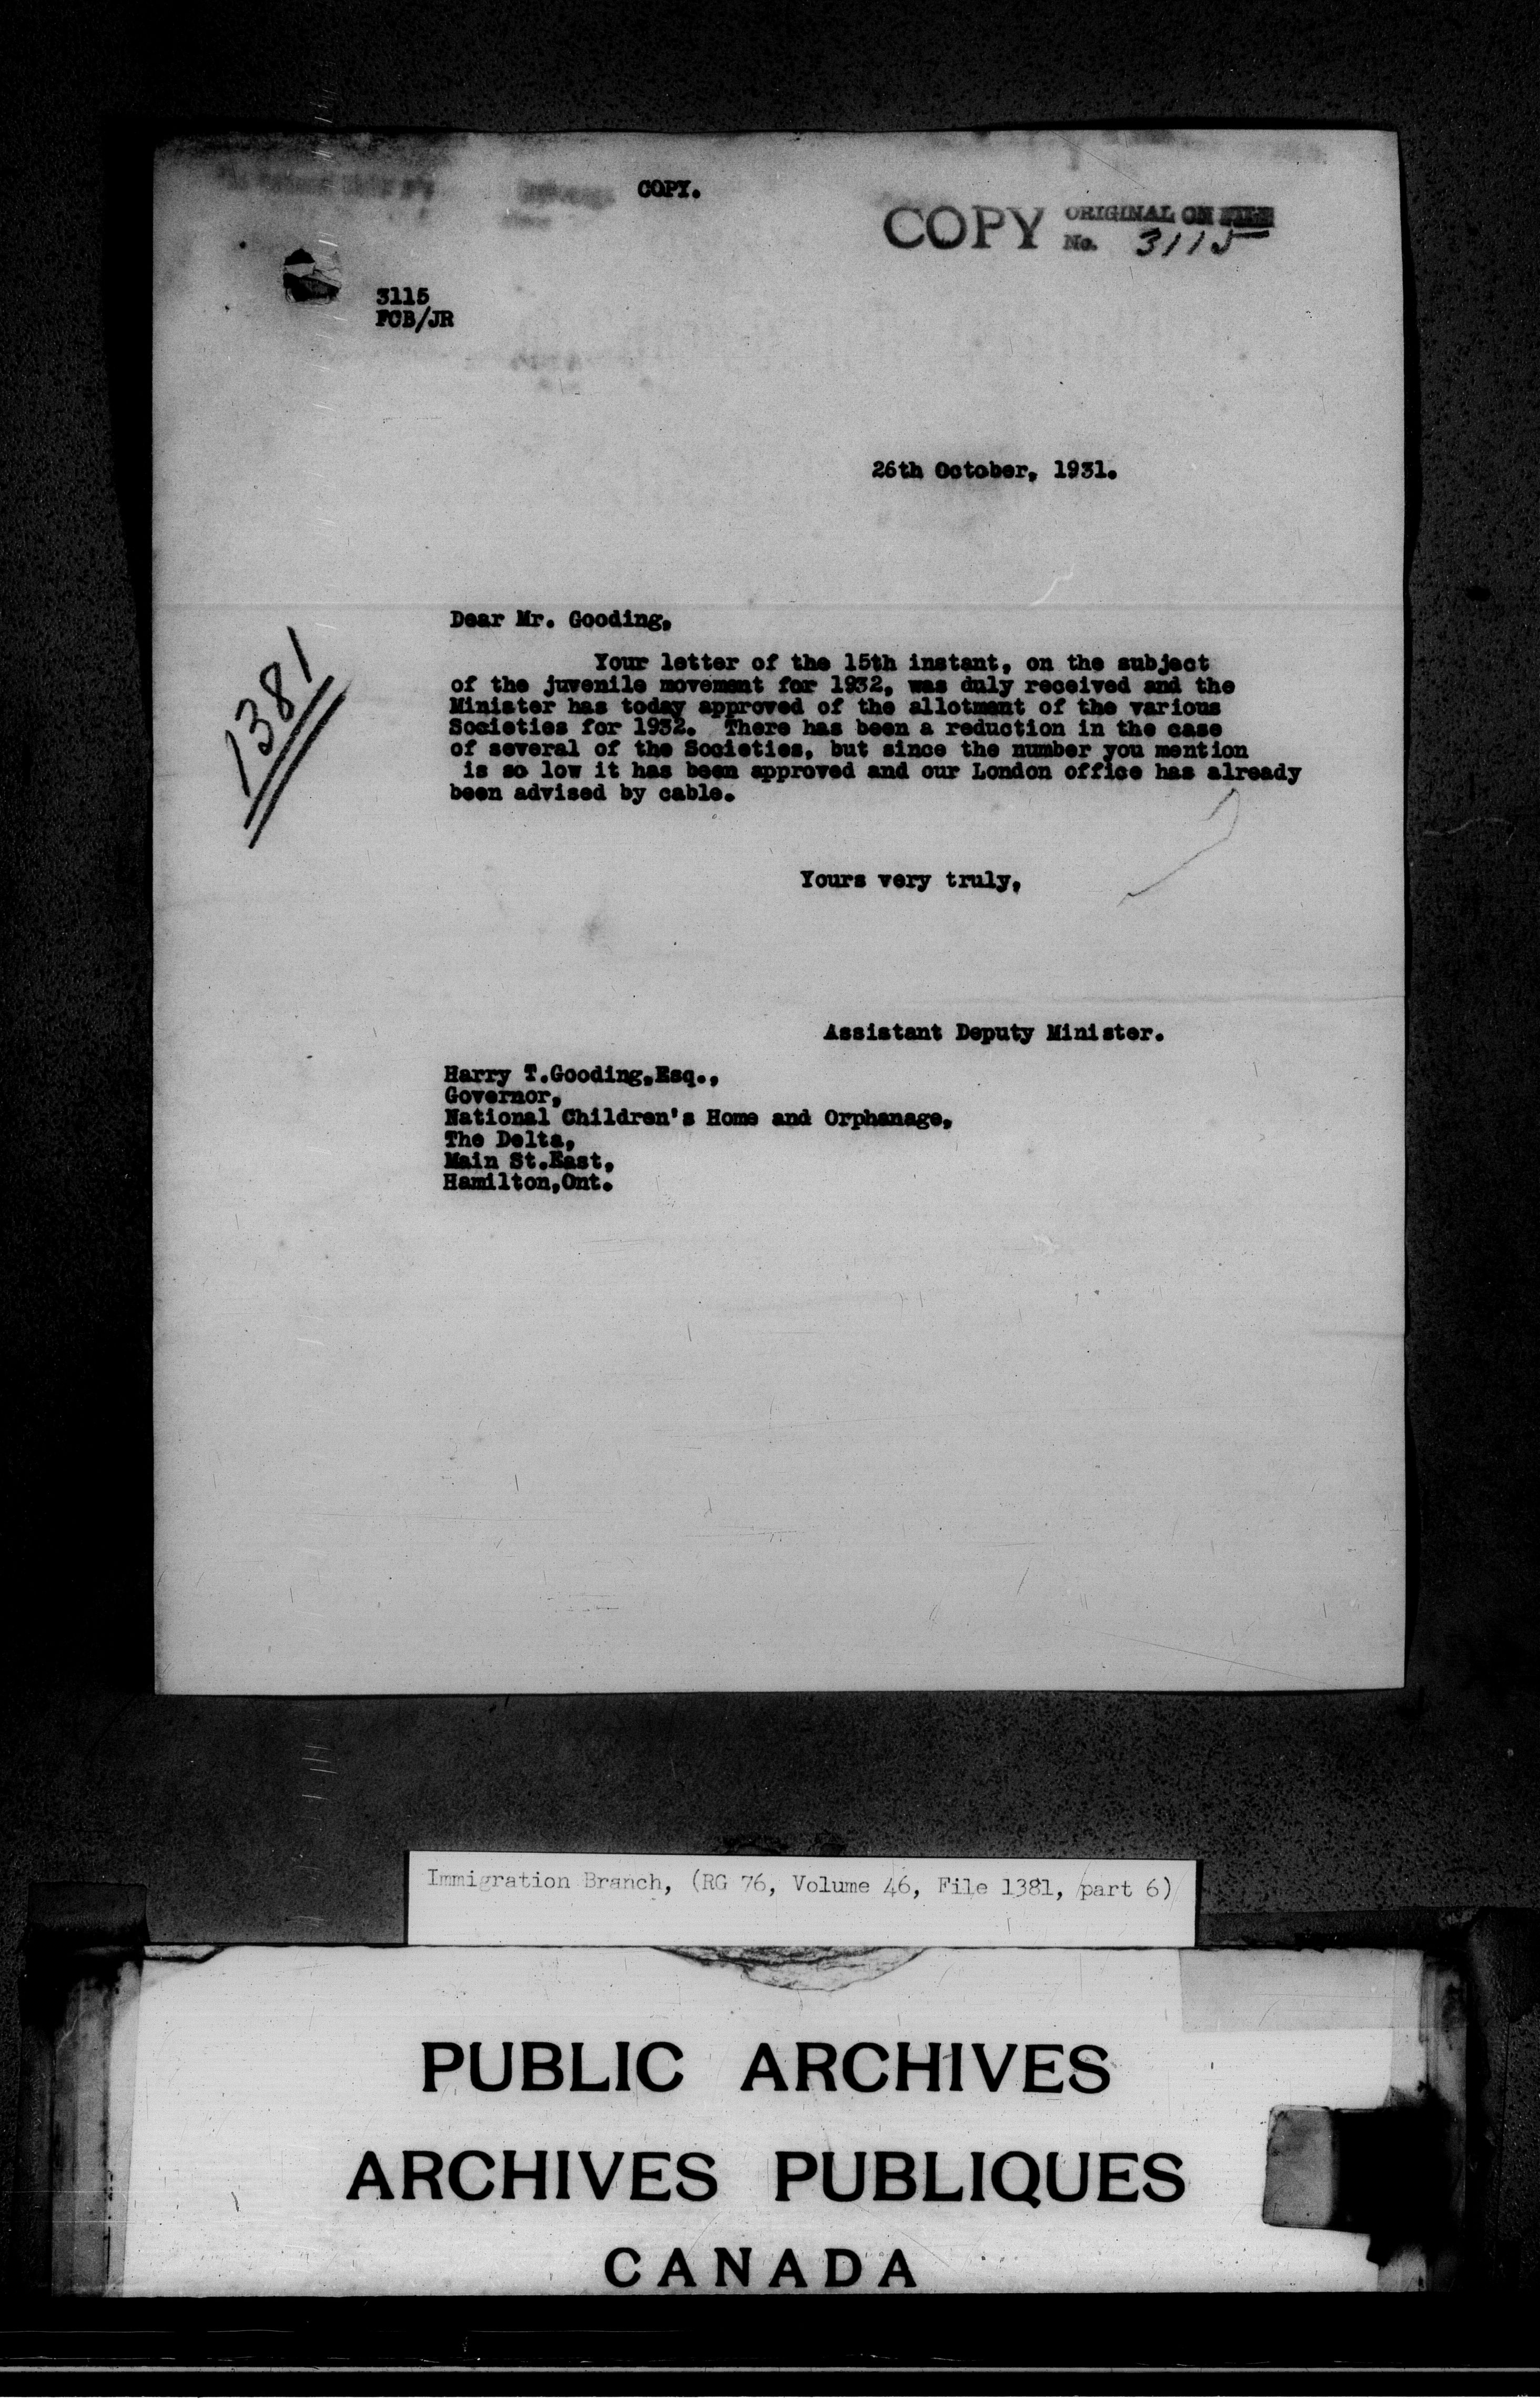 COPY.
COPY ORIGINAL ON FILE
No. 3115
3115
FCB/JR
26th October, 1931.
Dear Mr. Gooding,
1381
Your letter of the 15th instant, on the subject
of the juvenile movement for 1932, was duly received and the
Minister has today approved of the allotment of the various
Societies for 1932. There has been a reduction in the case
of several of the Societies, but since the number you mention
is so low it has been approved and our London office has already
been advised by cable.
Yours very truly,
Assistant Deputy Minister.
Harry T.Gooding,Esq.,
Governor,
National Children's Home and Orphanage,
The Delta,
Main St.East,
Hamilton,Ont.
Immigration Branch, (RG 76, Volume 46, File 1381, part 6)
PUBLIC ARCHIVES
ARCHIVES PUBLIQUES
CANADA